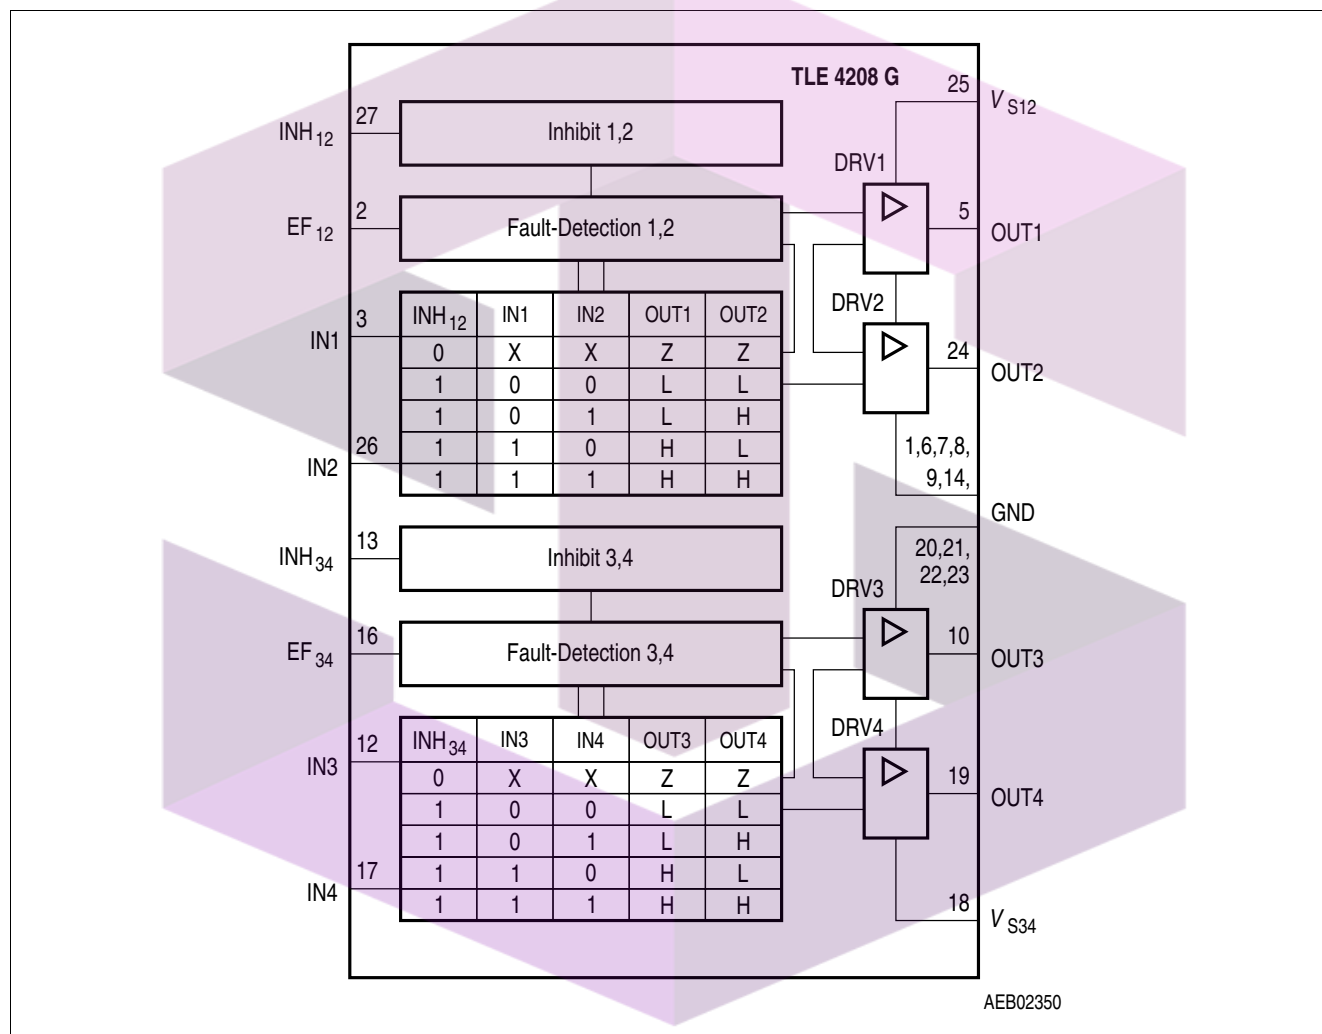 TLE 4208 G
25
V S12
27
INH 12
Inhibit 1,2
DRV1
2
EF 12
Fault-Detection 1,2
5
OUT1
DRV2
3
IN1
INH 12 IN1 IN2 OUT1 OUT2
0 X X Z Z
1 0 0 L L
1 0 1 L H
1 1 0 H L
1 1 1 H H
24
OUT2
26
IN2
1,6,7,8,
9,14,
GND
20,21,
22,23
13
INH 34
Inhibit 3,4
DRV3
16
EF 34
Fault-Detection 3,4
10
OUT3
DRV4
12
IN3
INH 34 IN3 IN4 OUT3 OUT4
0 X X Z Z
1 0 0 L L
1 0 1 L H
1 1 0 H L
1 1 1 H H
19
OUT4
17
IN4
18
V S34
AEB02350